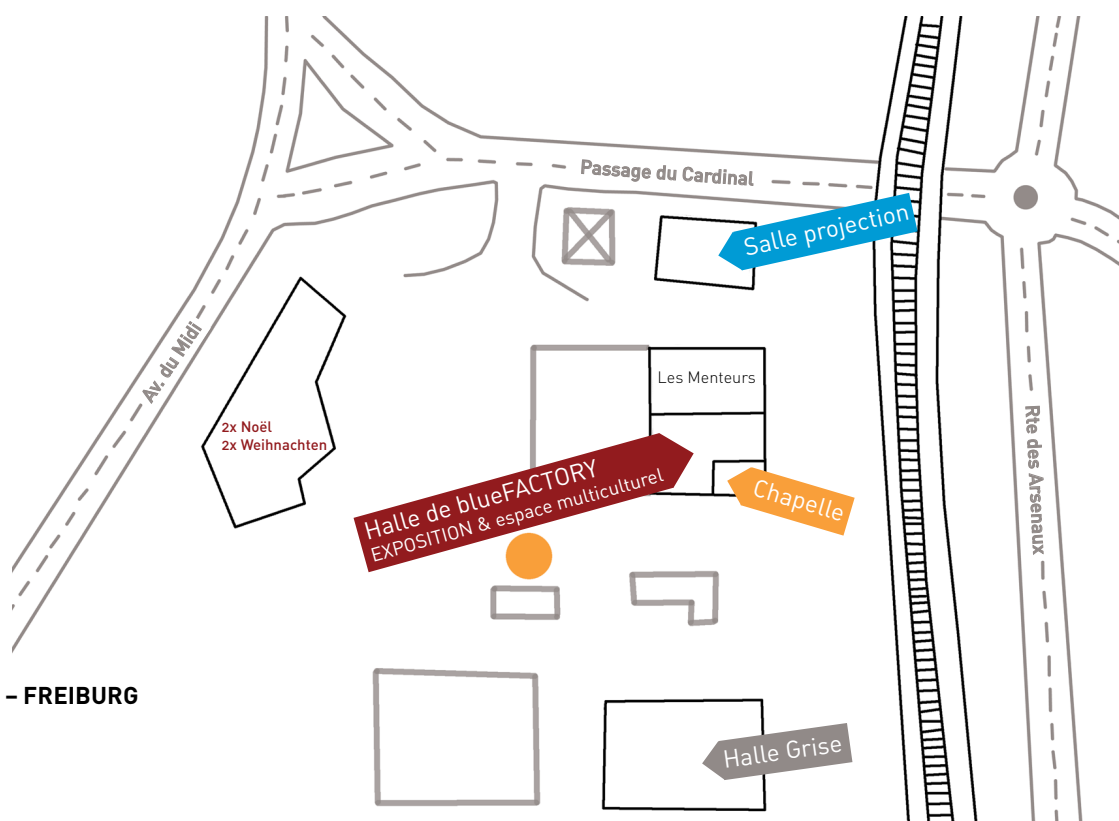 Passage du Cardinal
Salle projection
Av. du Midi
Les Menteurs
2x Noël
2x Weihnachten
Halle de blueFACTORY
EXPOSITION & espace multiculturel
Chapelle
Rte des Arsenaux
– FREIBURG
Halle Grise